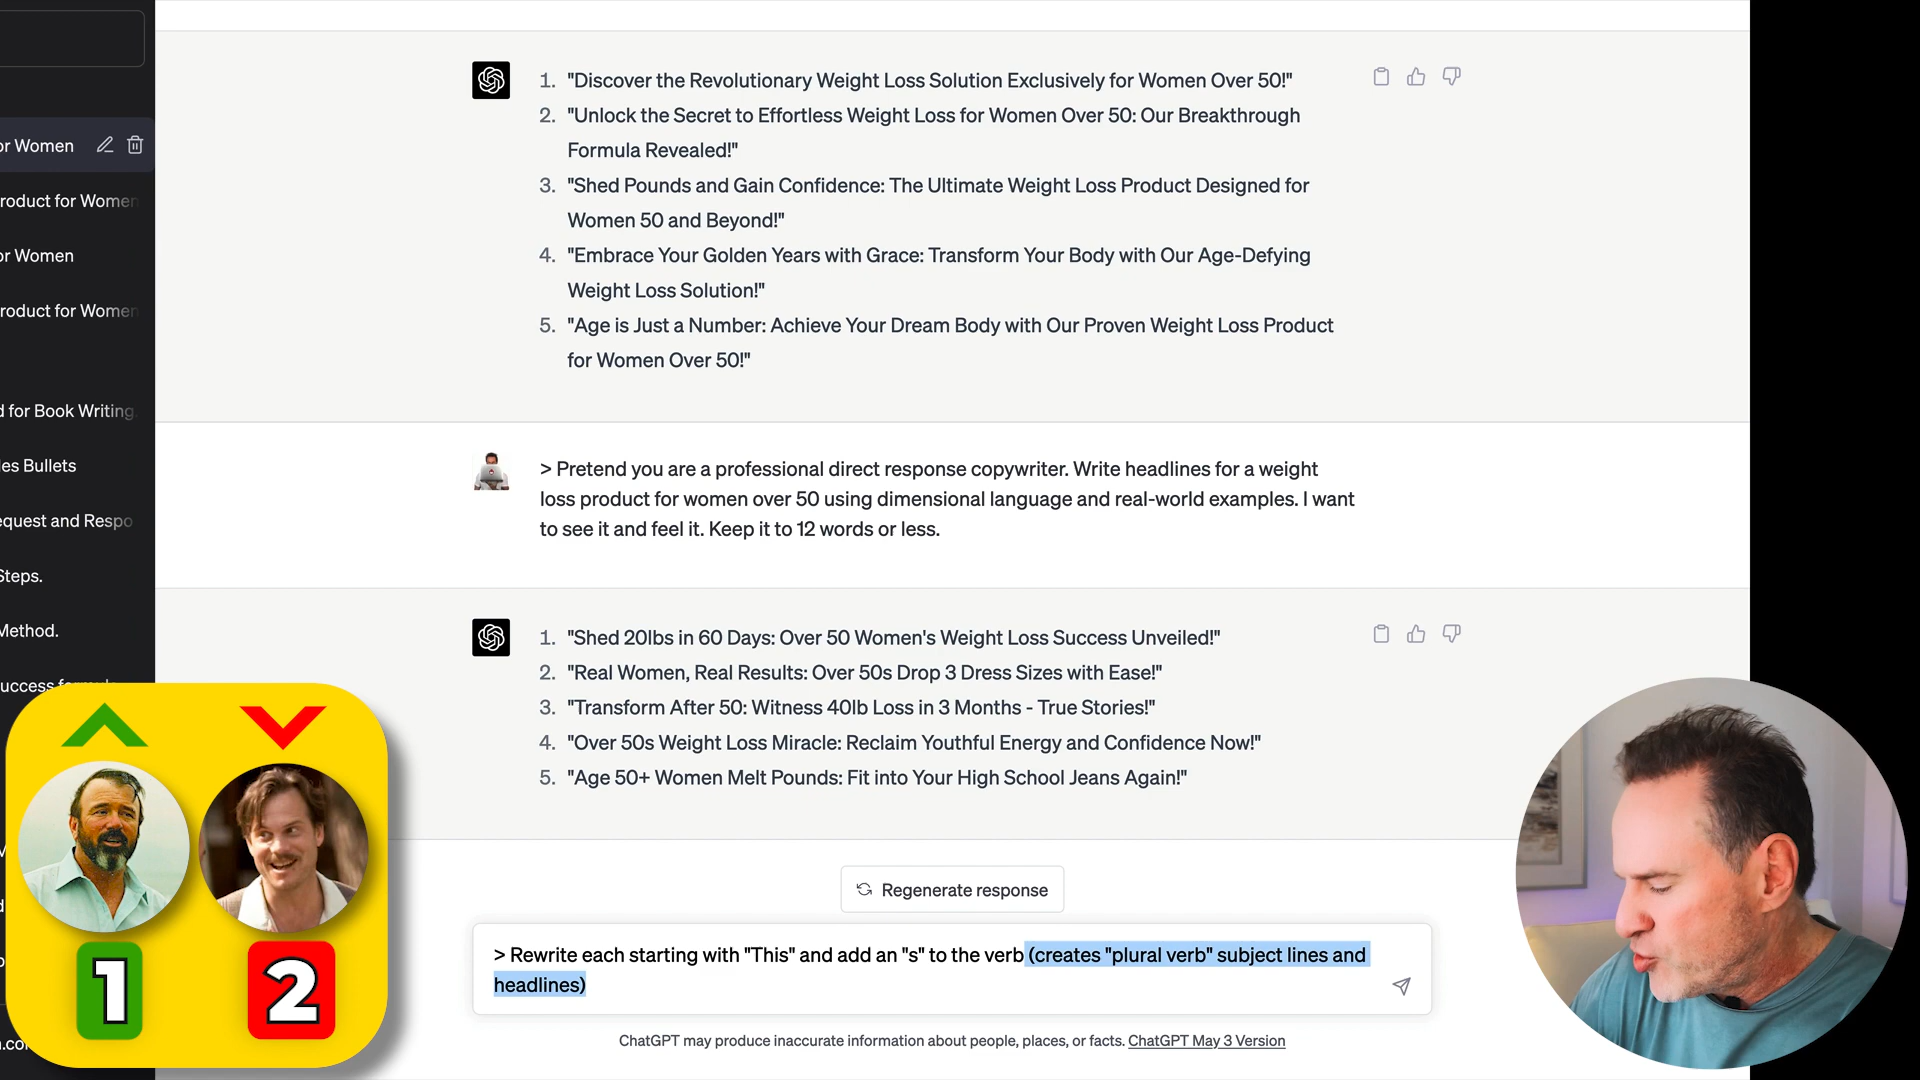 1. "Discover the Revolutionary Weight Loss Solution Exclusively for Women Over 50!"
2. "Unlock the Secret to Effortless Weight Loss for Women Over 50: Our Breakthrough
Formula Revealed!"
3. "Shed Pounds and Gain Confidence: The Ultimate Weight Loss Product Designed for
Women 50 and Beyond!"
4. "Embrace Your Golden Years with Grace: Transform Your Body with Our Age-Defying
Weight Loss Solution!"
5. "Age is Just a Number: Achieve Your Dream Body with Our Proven Weight Loss Product
for Women Over 50!"
or Women
roduct for Women
or Women
roduct for Women
d for Book Writing
les Bullets
equest and Respo
Steps.
Method.
uccess
> Pretend you are a professional direct response copywriter. Write headlines for a weight
loss product for women over 50 using dimensional language and real-world examples. I want
to see it and feel it. Keep it to 12 words or less.
1. "Shed 20lbs in 60 Days: Over 50 Women's Weight Loss Success Unveiled!"
2. "Real Women, Real Results: Over 50s Drop 3 Dress Sizes with Ease!"
3. "Transform After 50: Witness 40lb Loss in 3 Months - True Stories!"
4. "Over 50s Weight Loss Miracle: Reclaim Youthful Energy and Confidence Now!"
5. "Age 50+ Women Melt Pounds: Fit into Your High School Jeans Again!"
Regenerate response
> Rewrite each starting with "This" and add an "s" to the verb (creates "plural verb" subject lines and
headlines)
ChatGPT may produce inaccurate information about people, places, or facts. ChatGPT May 3 Version
1
2